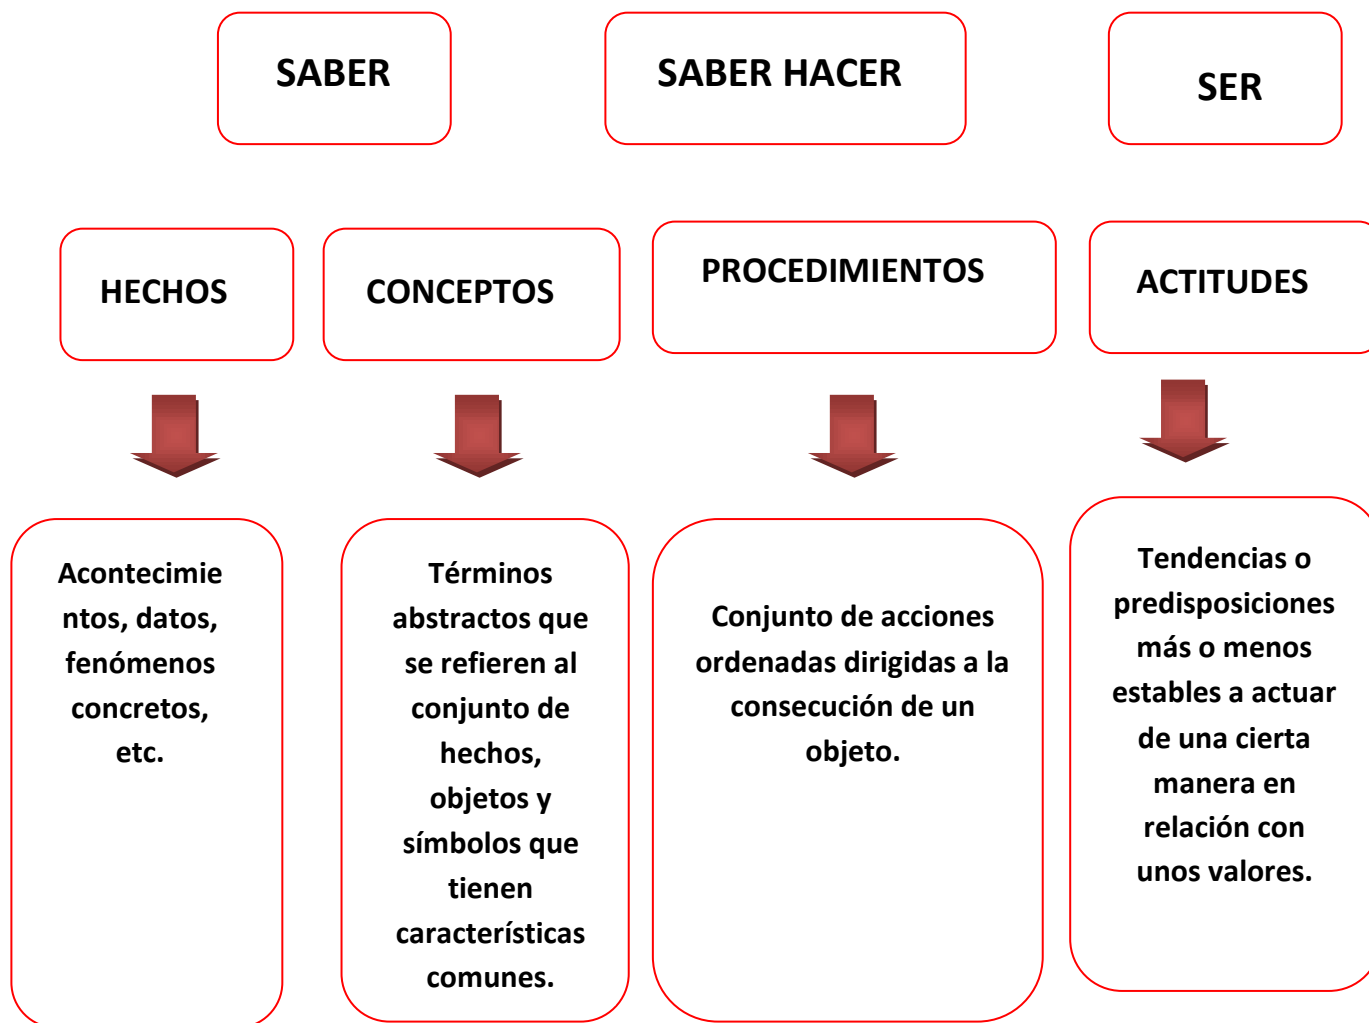 SABER
SABER HACER
SER
HECHOS
CONCEPTOS
PROCEDIMIENTOS
ACTITUDES
Acontecimie
ntos, datos,
fenómenos
concretos,
etc.
Términos
abstractos que
se refieren al
conjunto de
hechos,
objetos y
símbolos que
tienen
características
comunes.
Conjunto de acciones
ordenadas dirigidas a la
consecución de un
objeto.
Tendencias o
predisposiciones
más o menos
estables a actuar
de una cierta
manera en
relación con
unos valores.